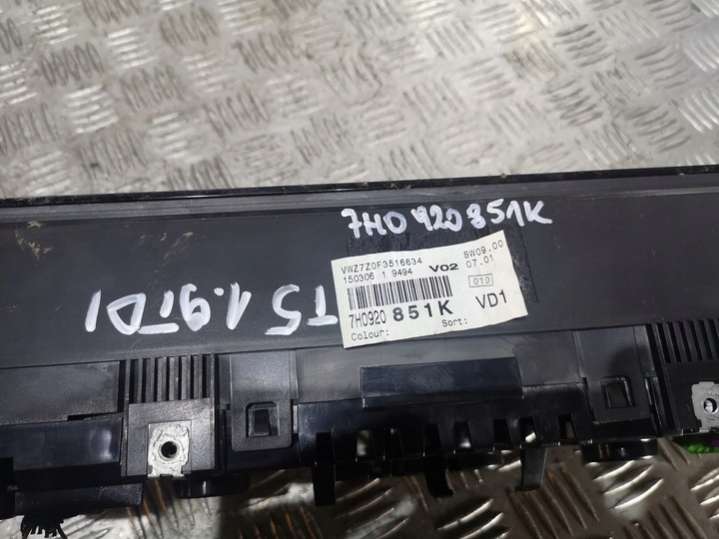 7H0 920 851K
VWZ7Z0F3516634
150306 1.9494 V02
SW09.00
07.01
010
7H0920 851K VD1
Colour: Sort:
T5 1.9TDI